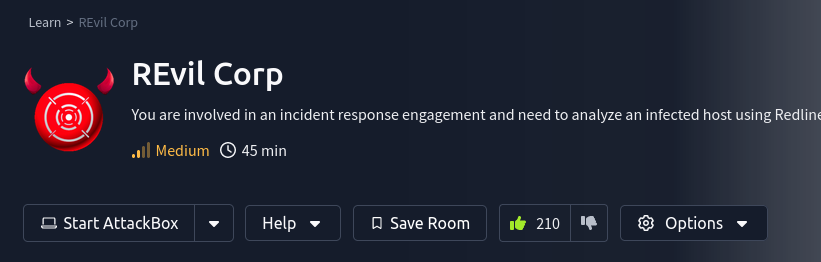 Learn > REvil Corp
REvil Corp
You are involved in an incident response engagement and need to analyze an infected host using Redline
Medium 45 min
Start AttackBox Help Save Room 210 Options